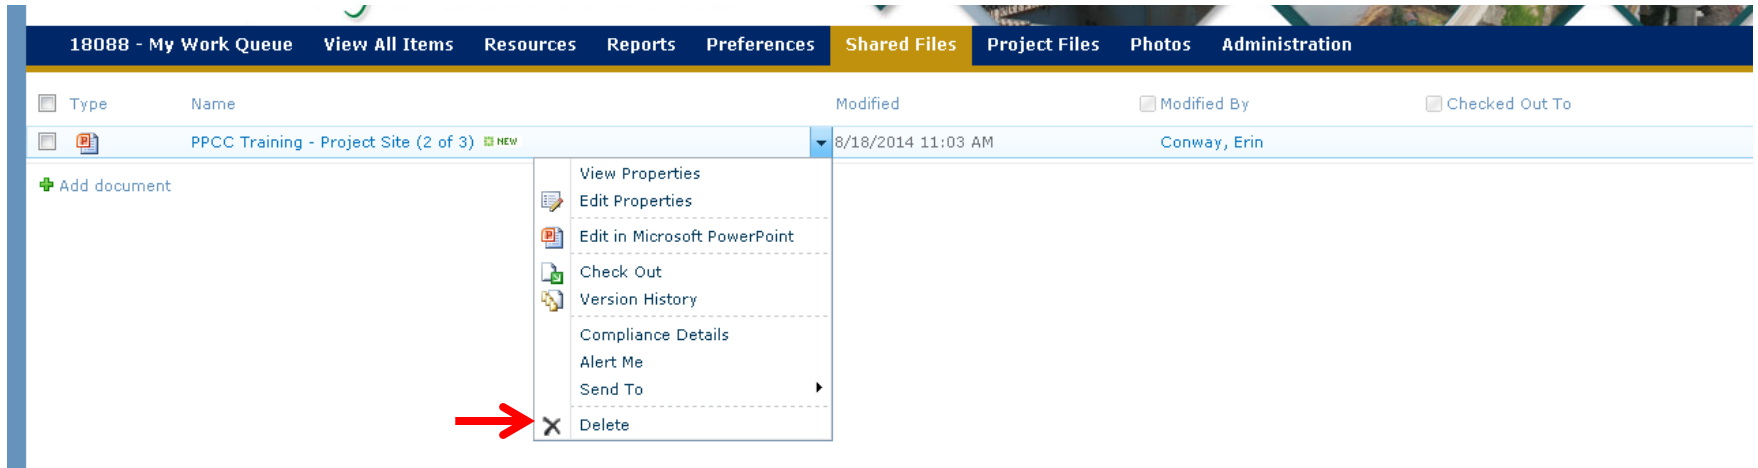 18088 - My Work Queue View All Items Resources Reports Preferences Shared Files Project Files Photos Administration
Type Name Modified Modified By Checked Out To
PPCC Training - Project Site (2 of 3) NEW 8/18/2014 11:03 AM Conway, Erin
Add document
View Properties
Edit Properties
Edit in Microsoft PowerPoint
Check Out
Version History
Compliance Details
Alert Me
Send To
Delete